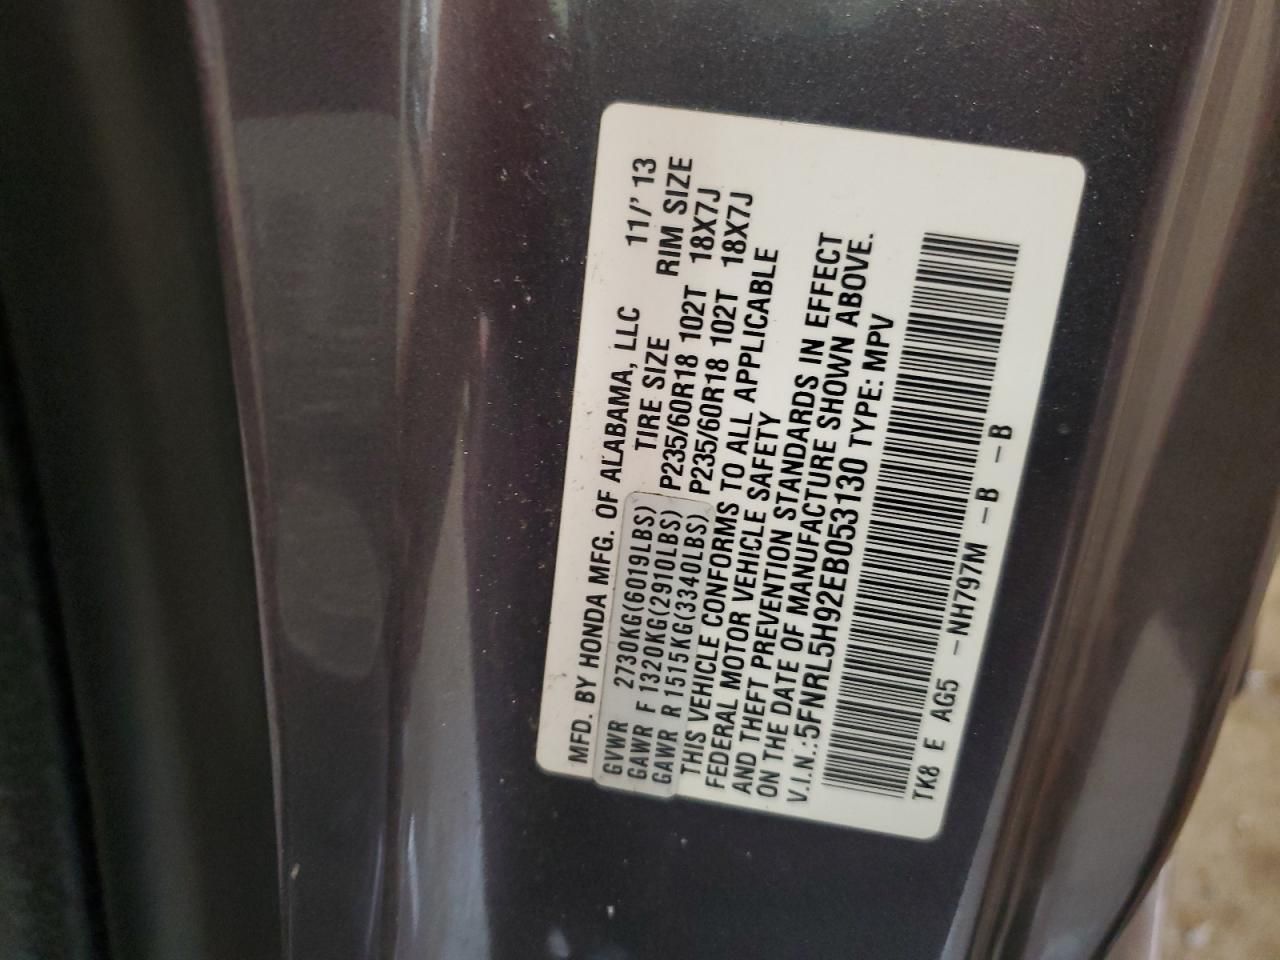 MFD. BY HONDA MFG. OF ALABAMA, LLC 11/' 13
TIRE SIZE RIM SIZE
GVWR 2730KG(6019LBS)
GAWR F 1320KG(2910LBS) P235/60R18 102T 18X7J
GAWR R 1515KG(3340LBS) P235/60R18 102T 18X7J
THIS VEHICLE CONFORMS TO ALL APPLICABLE
FEDERAL MOTOR VEHICLE SAFETY
AND THEFT PREVENTION STANDARDS IN EFFECT
ON THE DATE OF MANUFACTURE SHOWN ABOVE.
V.I.N.:5FNRL5H92EB053130 TYPE: MPV
TK8 E AG5 -NH797M -B -B